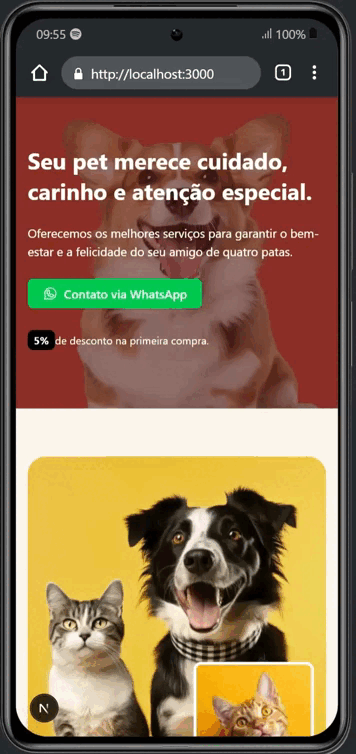 09:55
100%
http://localhost:3000
1
Seu pet merece cuidado,
carinho e atenção especial.
Oferecemos os melhores serviços para garantir o bem-
estar e a felicidade do seu amigo de quatro patas.
Contato via WhatsApp
5% de desconto na primeira compra.
N